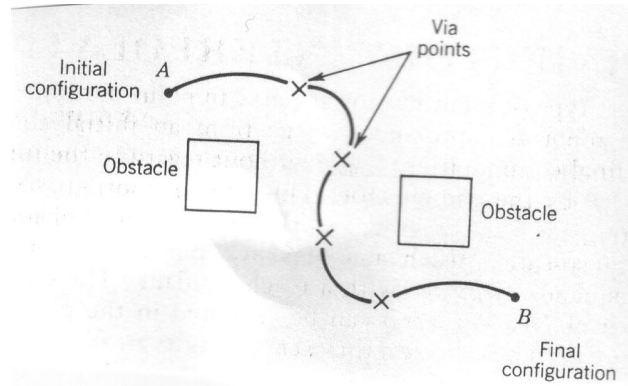 Via
points
Initial
configuration
A
Obstacle
Obstacle
B
Final
configuration